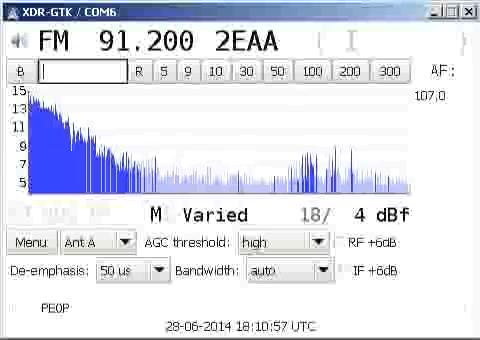 XDR-GTK / COM6
FM 91.200 2EAA ( I )
B R 5 9 10 30 50 100 200 300 AF:
107,0
15
13
11
9
7
5
M Varied 18/ 4 dBf
Menu Ant A AGC threshold: high RF +6dB
De-emphasis: 50 us Bandwidth: auto IF +6dB
PE0P
28-06-2014 18:10:57 UTC